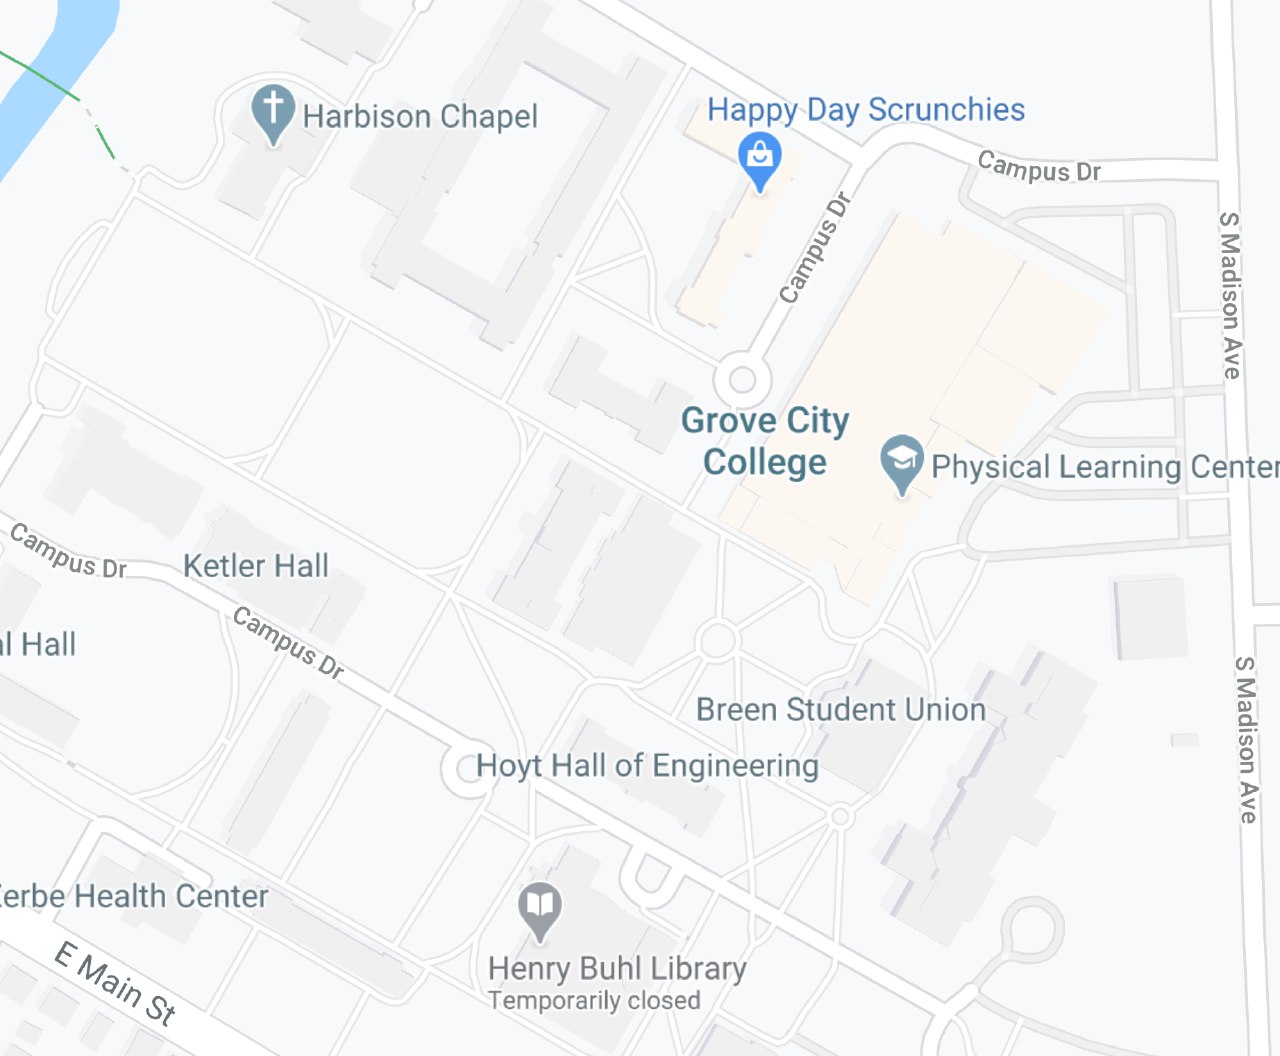 Happy Day Scrunchies
Harbison Chapel
Campus Dr
S Madison Ave
Campus Dr
Grove City
College
Physical Learning Center
Campus Dr
Ketler Hall
Campus Dr
al Hall
S Madison Ave
Breen Student Union
Hoyt Hall of Engineering
Zerbe Health Center
E Main St
Henry Buhl Library
Temporarily closed